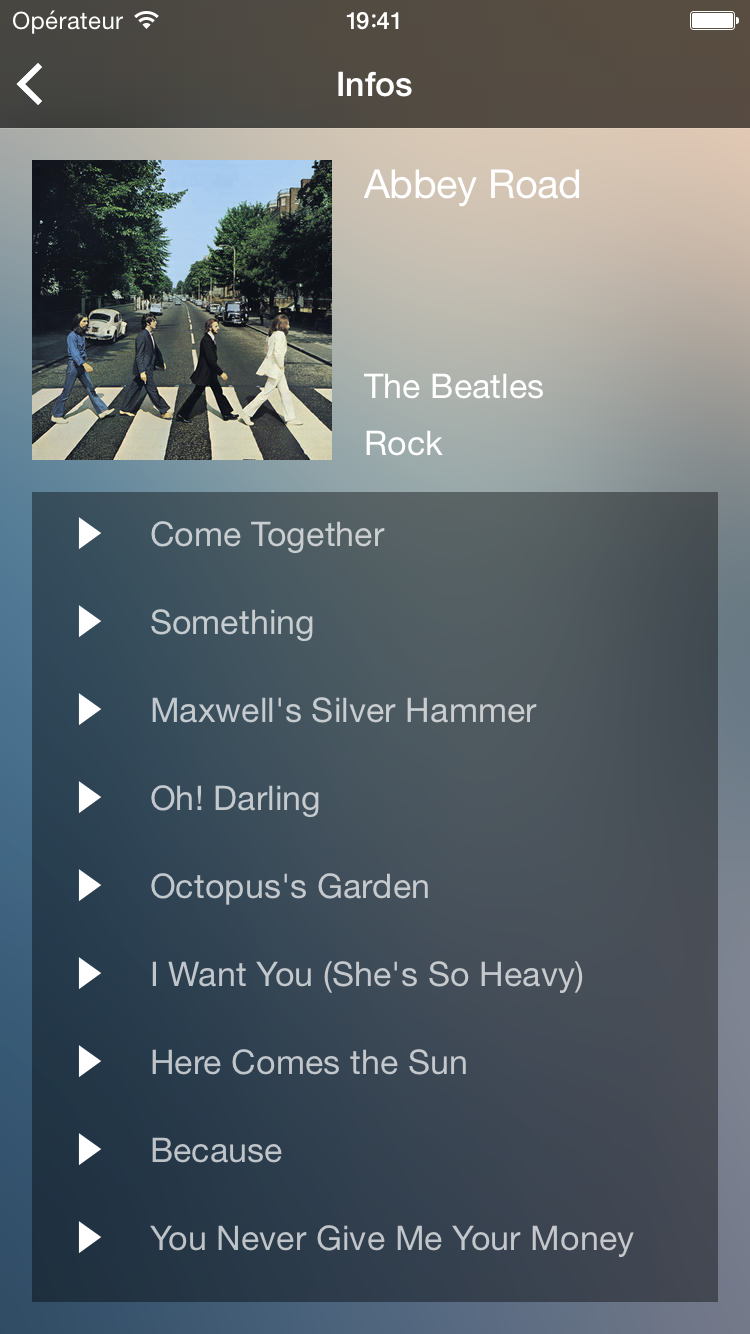 Opérateur 19:41
Infos
Abbey Road
The Beatles
Rock
Come Together
Something
Maxwell's Silver Hammer
Oh! Darling
Octopus's Garden
I Want You (She's So Heavy)
Here Comes the Sun
Because
You Never Give Me Your Money